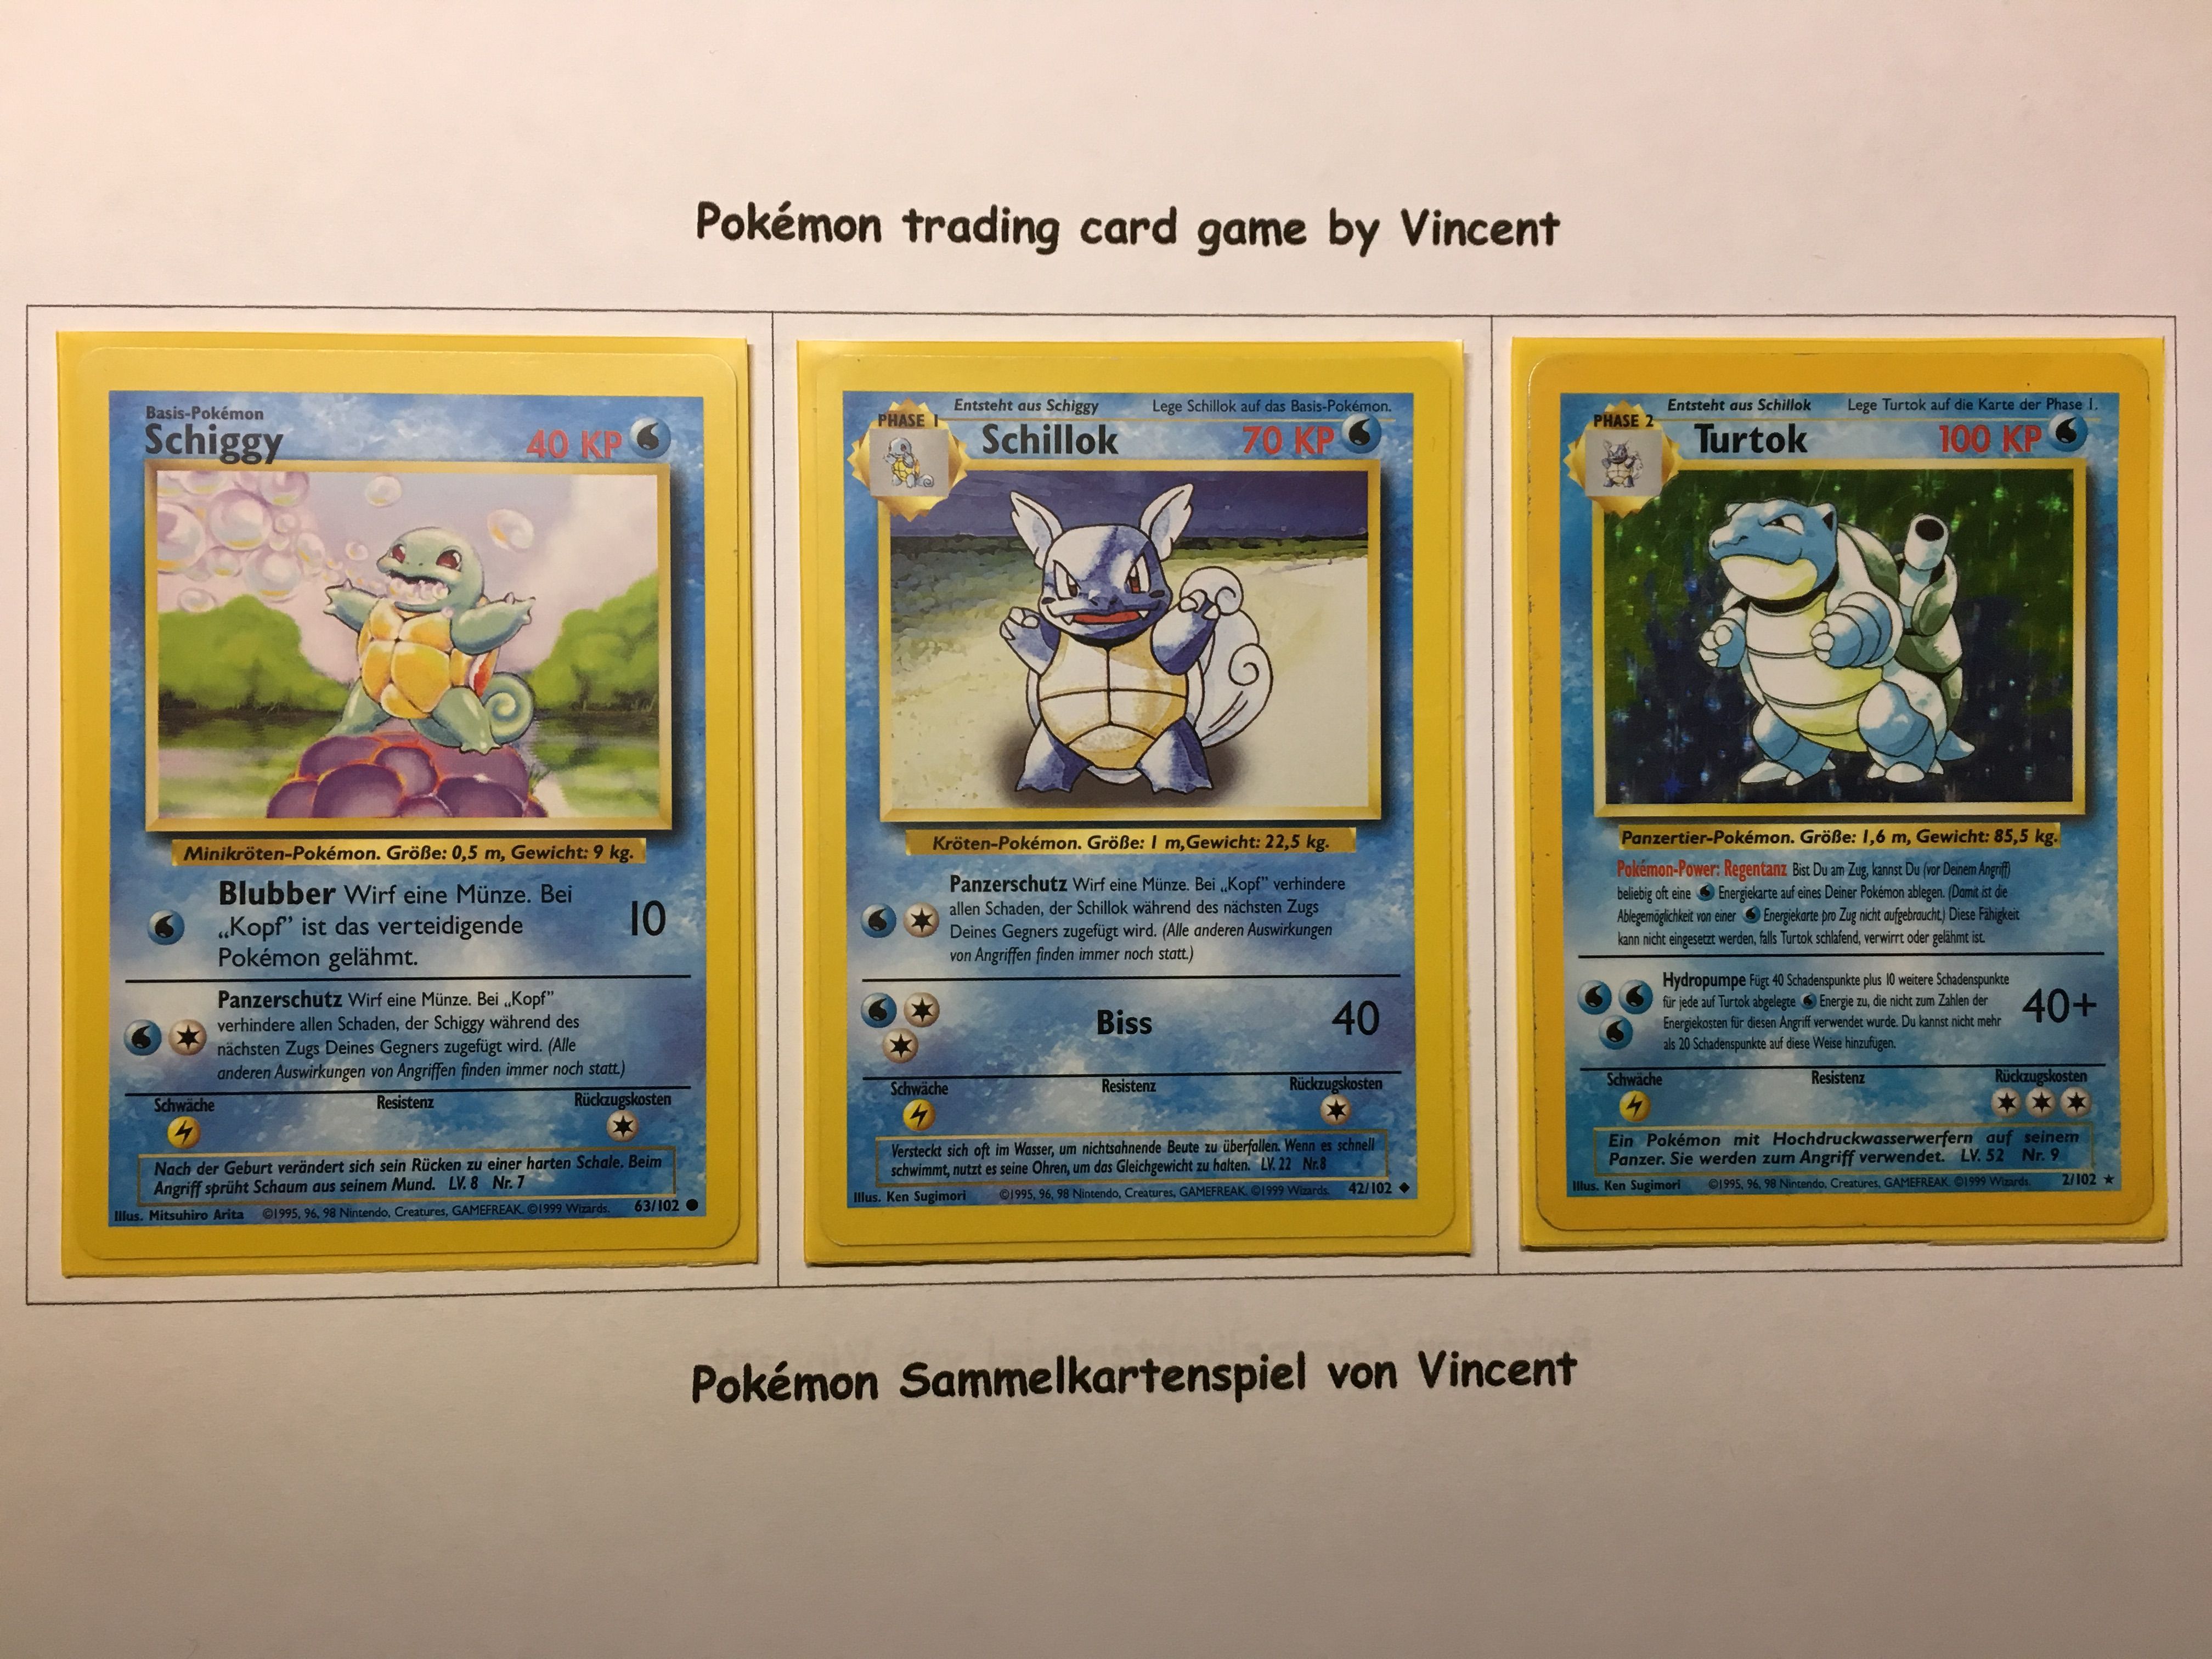 Pokémon trading card game by Vincent
Basis-Pokémon
Schiggy
40 KP
Minikröten-Pokémon. Größe: 0,5 m, Gewicht: 9 kg.
Blubber Wirf eine Münze. Bei
„Kopf” ist das verteidigende
Pokémon gelähmt.
10
Panzerschutz Wirf eine Münze. Bei „Kopf”
verhindere allen Schaden, der Schiggy während des
nächsten Zugs Deines Gegners zugefügt wird. (Alle
anderen Auswirkungen von Angriffen finden immer noch statt.)
Schwäche Resistenz Rückzugskosten
Nach der Geburt verändert sich sein Rücken zu einer harten Schale. Beim
Angriff sprüht Schaum aus seinem Mund. LV. 8 Nr. 7
Illus. Mitsuhiro Arita ©1995, 96, 98 Nintendo, Creatures, GAMEFREAK. ©1999 Wizards. 63/102
Entsteht aus Schiggy Lege Schillok auf das Basis-Pokémon.
PHASE 1
Schillok
70 KP
Kröten-Pokémon. Größe: 1 m, Gewicht: 22,5 kg.
Panzerschutz Wirf eine Münze. Bei „Kopf” verhindere
allen Schaden, der Schillok während des nächsten Zugs
Deines Gegners zugefügt wird. (Alle anderen Auswirkungen
von Angriffen finden immer noch statt.)
Biss 40
Schwäche Resistenz Rückzugskosten
Versteckt sich oft im Wasser, um nichtsahnende Beute zu überfallen. Wenn es schnell
schwimmt, nutzt es seine Ohren, um das Gleichgewicht zu halten. LV. 22 Nr.8
Illus. Ken Sugimori ©1995, 96, 98 Nintendo, Creatures, GAMEFREAK. ©1999 Wizards. 42/102
Entsteht aus Schillok Lege Turtok auf die Karte der Phase 1.
PHASE 2
Turtok
100 KP
Panzertier-Pokémon. Größe: 1,6 m, Gewicht: 85,5 kg.
Pokémon-Power: Regentanz Bist Du am Zug, kannst Du (vor Deinem Angriff)
beliebig oft eine Energiekarte auf eines Deiner Pokémon ablegen. (Damit ist die
Ablegemöglichkeit von einer Energiekarte pro Zug nicht aufgebraucht.) Diese Fähigkeit
kann nicht eingesetzt werden, falls Turtok schlafend, verwirrt oder gelähmt ist.
Hydropumpe Fügt 40 Schadenspunkte plus 10 weitere Schadenspunkte
für jede auf Turtok abgelegte Energie zu, die nicht zum Zahlen der
Energiekosten für diesen Angriff verwendet wurde. Du kannst nicht mehr
als 20 Schadenspunkte auf diese Weise hinzufügen.
40+
Schwäche Resistenz Rückzugskosten
Ein Pokémon mit Hochdruckwasserwerfern auf seinem
Panzer. Sie werden zum Angriff verwendet. LV. 52 Nr. 9
Illus. Ken Sugimori ©1995, 96, 98 Nintendo, Creatures, GAMEFREAK. ©1999 Wizards. 2/102
Pokémon Sammelkartenspiel von Vincent